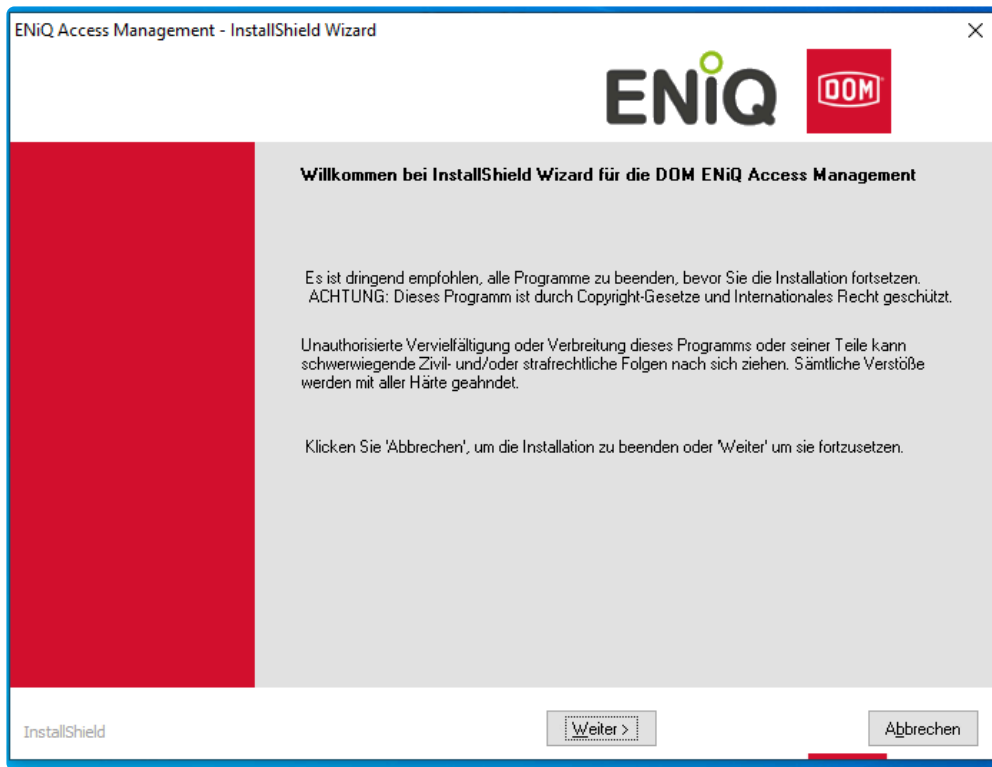 ENiQ Access Management - InstallShield Wizard
ENiQ DOM
Willkommen bei InstallShield Wizard für die DOM ENiQ Access Management
Es ist dringend empfohlen, alle Programme zu beenden, bevor Sie die Installation fortsetzen.
ACHTUNG: Dieses Programm ist durch Copyright-Gesetze und Internationales Recht geschützt.
Unauthorisierte Vervielfältigung oder Verbreitung dieses Programms oder seiner Teile kann
schwerwiegende Zivil- und/oder strafrechtliche Folgen nach sich ziehen. Sämtliche Verstöße
werden mit aller Härte geahndet.
Klicken Sie 'Abbrechen', um die Installation zu beenden oder 'Weiter' um sie fortzusetzen.
InstallShield
Weiter >
Abbrechen